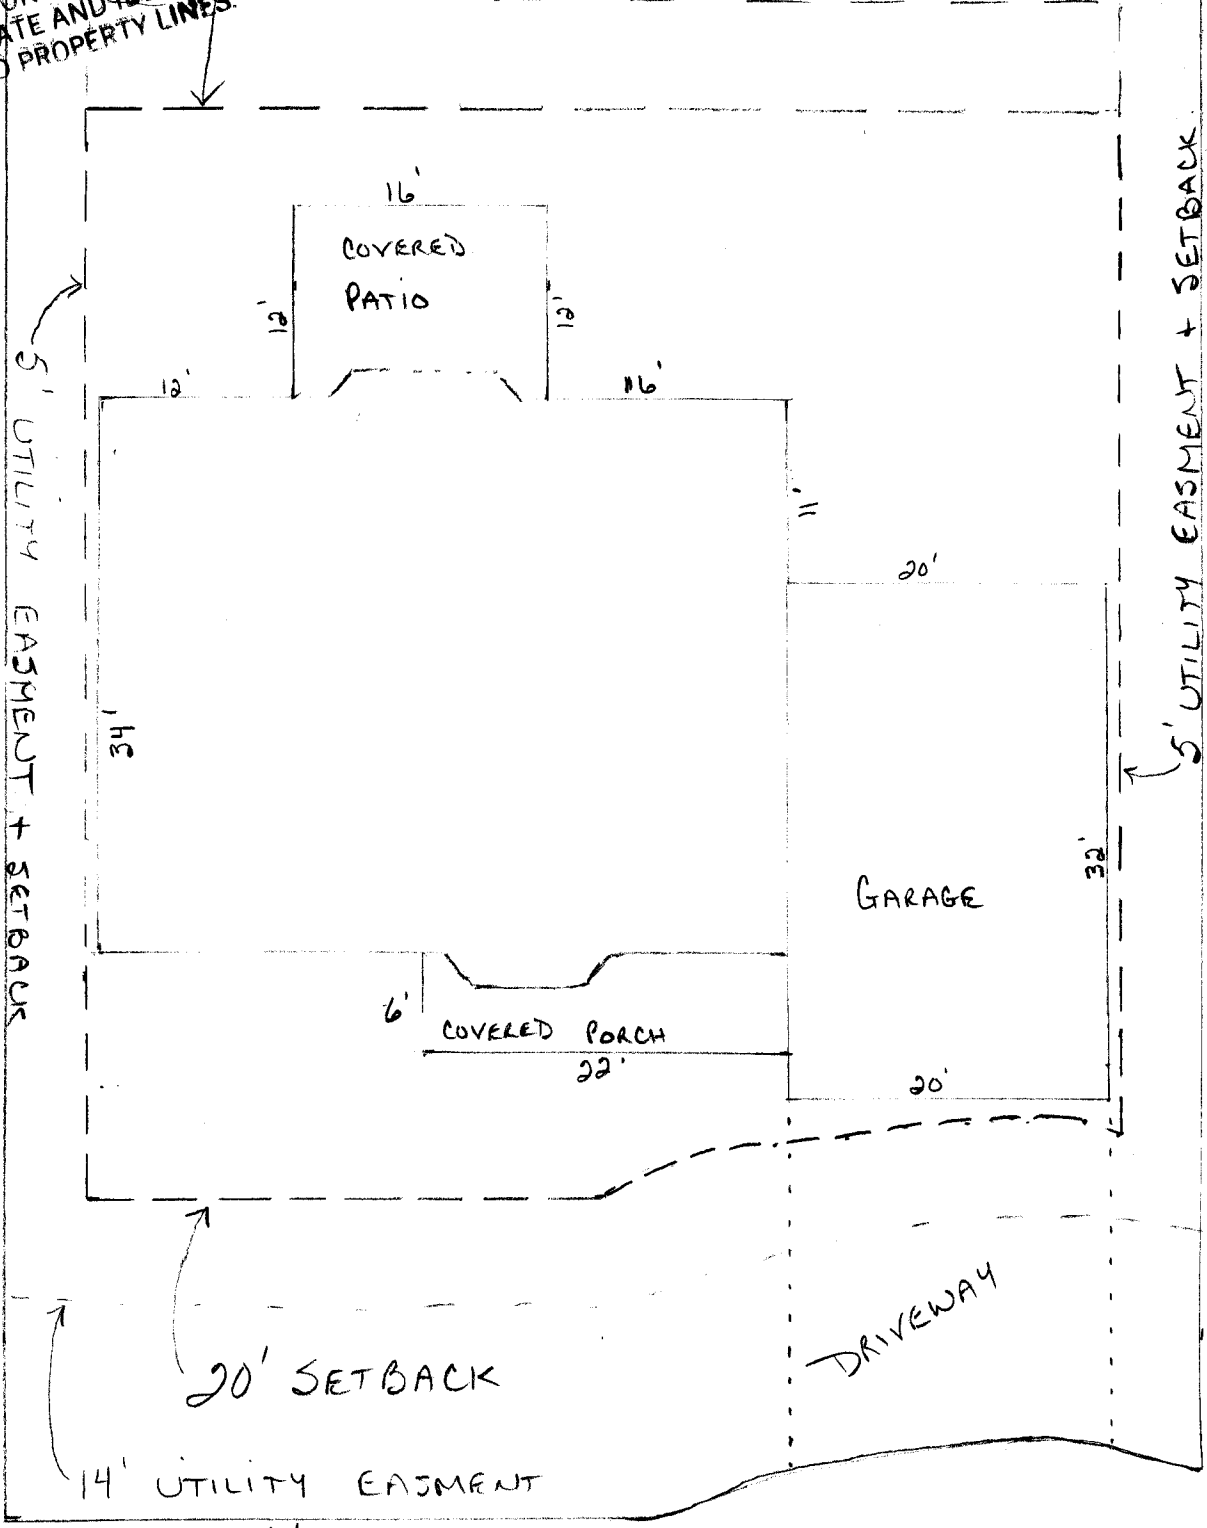 ATE AND
PROPERTY LINES.
16'
COVERED
PATIO
12'
12'
12'
16'
11'
20'
34'
32'
GARAGE
6'
COVERED PORCH
22'
20'
5' UTILITY EASMENT + SETBACK
5' UTILITY EASMENT + SETBACK
DRIVEWAY
20' SETBACK
14' UTILITY EASMENT